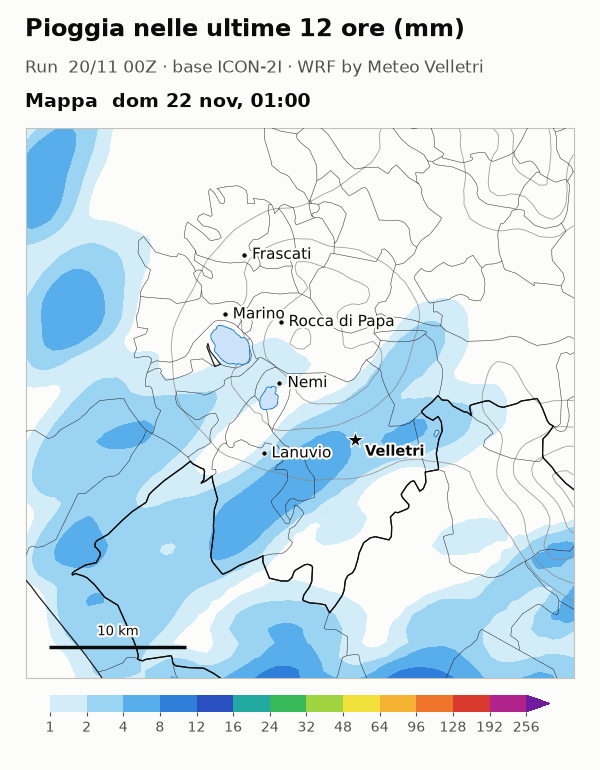 Pioggia nelle ultime 12 ore (mm)
Run  20/11 00Z · base ICON-2I · WRF by Meteo Velletri
Mappa  dom 22 nov, 01:00
Frascati
Marino
Rocca di Papa
Nemi
Velletri
Lanuvio
10 km
1 2 4 8 12 16 24 32 48 64 96 128 192 256